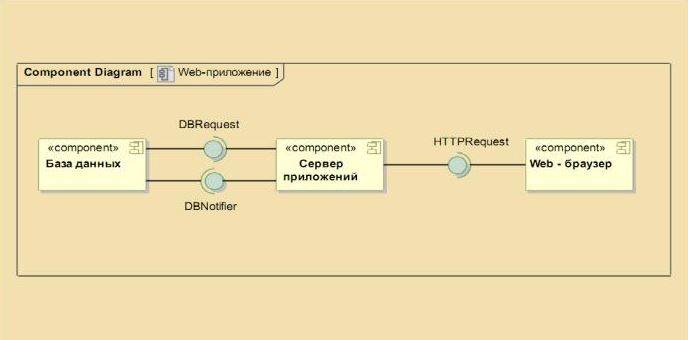 Component Diagram [ Web-приложение ]
DBRequest
HTTPRequest
«component»
База данных
«component»
Сервер
приложений
«component»
Web - браузер
DBNotifier